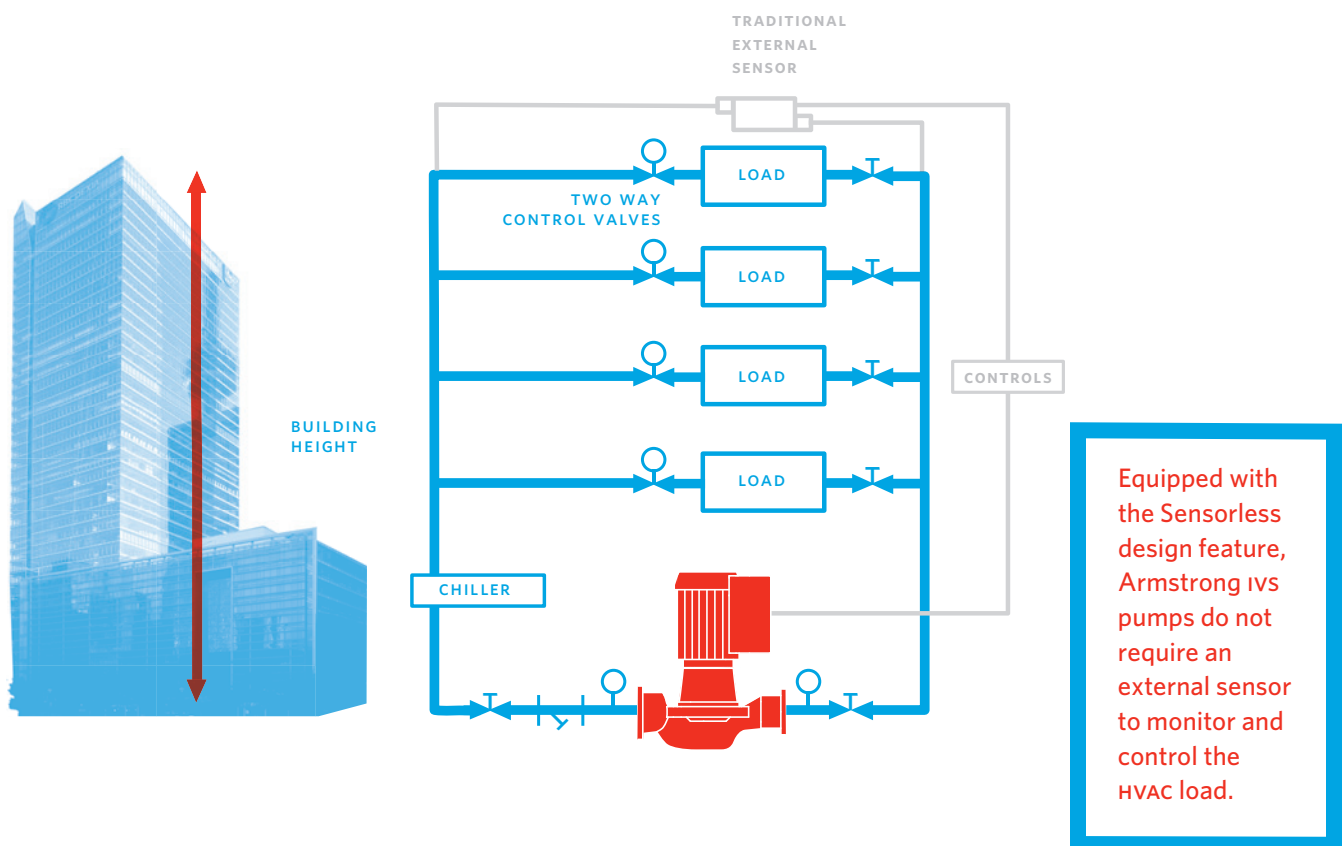 TRADITIONAL
EXTERNAL
SENSOR
LOAD
TWO WAY
CONTROL VALVES
LOAD
LOAD
CONTROLS
BUILDING
HEIGHT
LOAD
CHILLER
Equipped with
the Sensorless
design feature,
Armstrong IVS
pumps do not
require an
external sensor
to monitor and
control the
HVAC load.